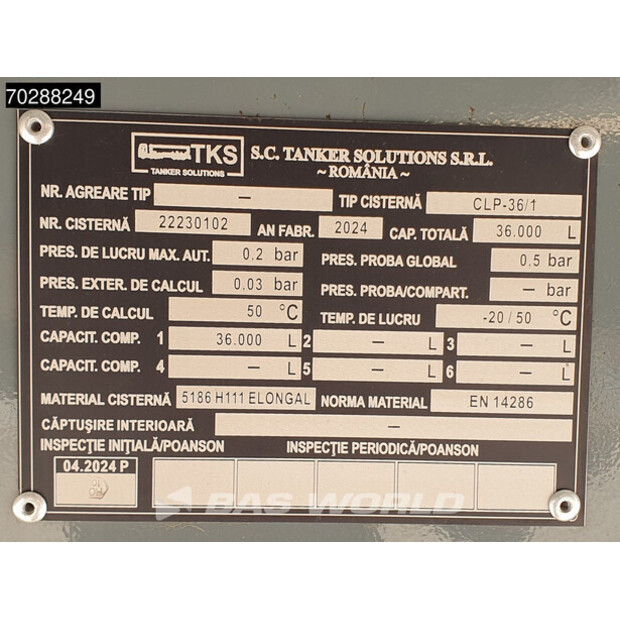 70288249
TKS
TANKER SOLUTIONS
S.C. TANKER SOLUTIONS S.R.L.
~ROMÂNIA~
NR. AGREARE TIP —
TIP CISTERNĂ CLP-36/1
NR. CISTERNĂ 22230102 AN FABR. 2024 CAP. TOTALĂ 36.000 L
PRES. DE LUCRU MAX. AUT. 0.2 bar PRES. PROBA GLOBAL 0.5 bar
PRES. EXTER. DE CALCUL 0.03 bar PRES. PROBA/COMPART. — bar
TEMP. DE CALCUL 50 °C TEMP. DE LUCRU -20/50 °C
CAPACIT. COMP. 1 36.000 L 2 — L 3 — L
CAPACIT. COMP. 4 — L 5 — L 6 — L
MATERIAL CISTERNĂ 5186 H111 ELONGAL NORMA MATERIAL EN 14286
CĂPTUŞIRE INTERIOARĂ —
INSPECŢIE INIŢIALĂ/POANSON INSPECŢIE PERIODICĂ/POANSON
04.2024 P
BAS WORLD